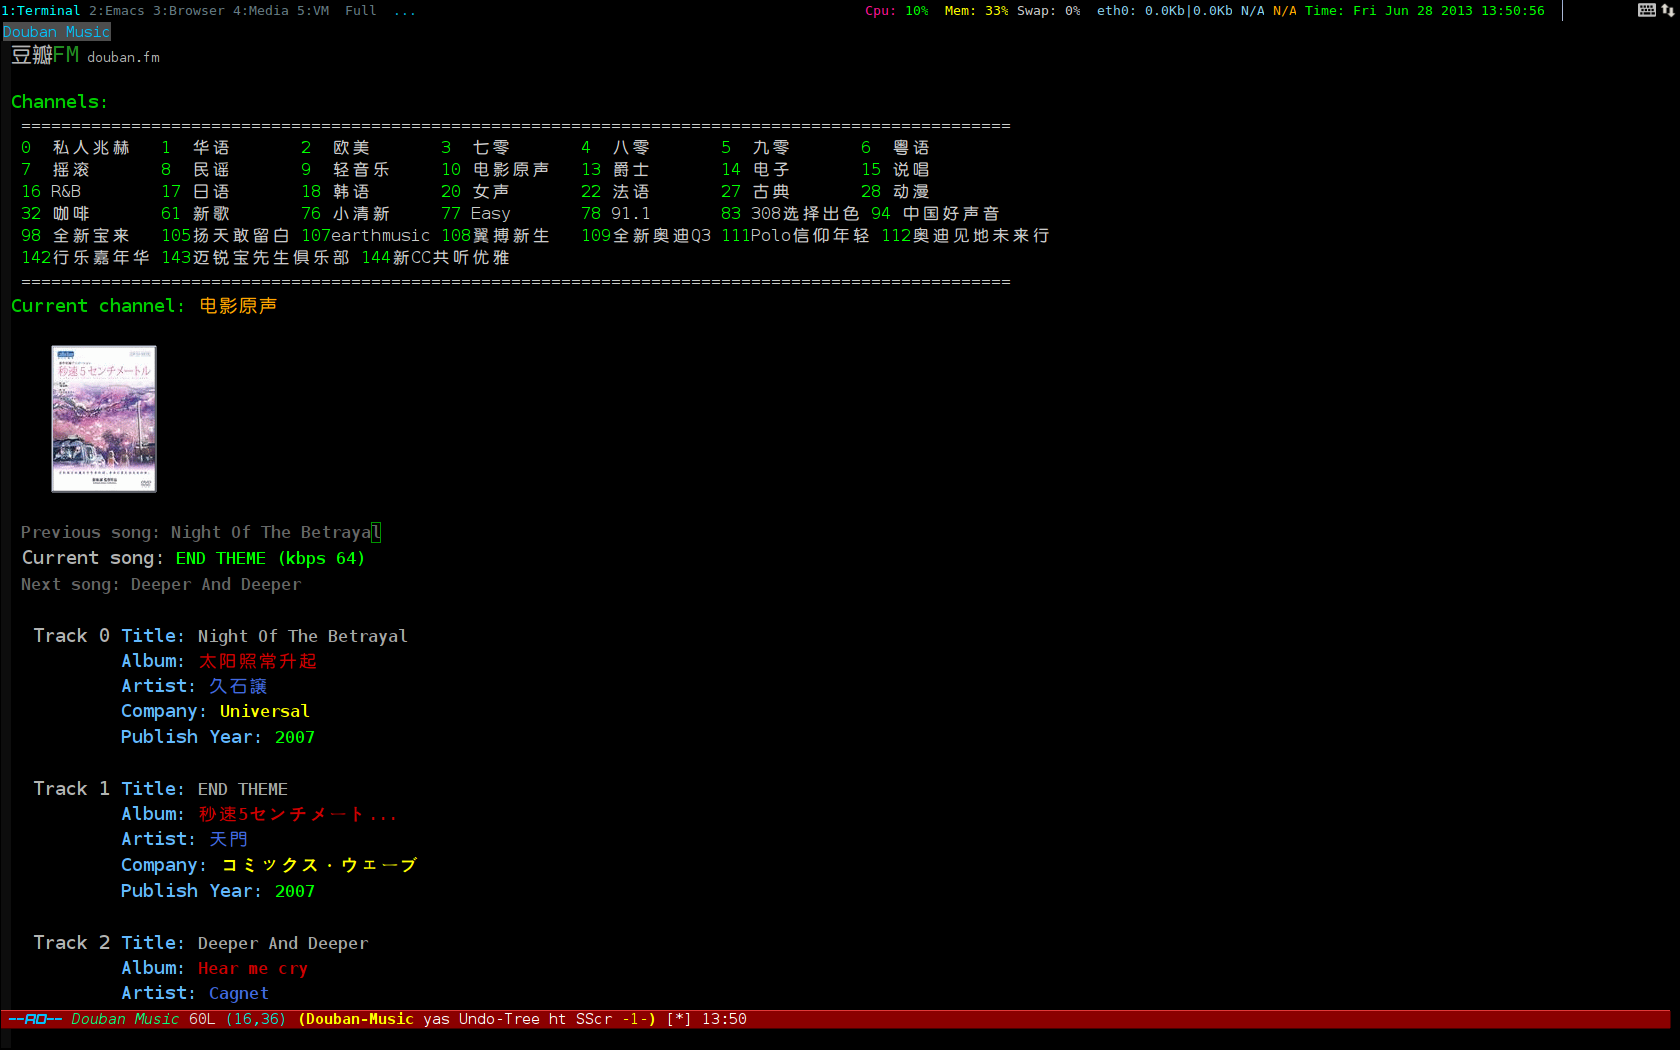 1:Terminal 2:Emacs 3:Browser 4:Media 5:VM Full ... Cpu: 10% Mem: 33% Swap: 0% eth0: 0.0Kb|0.0Kb N/A N/A Time: Fri Jun 28 2013 13:50:56
Douban Music
豆瓣FM douban.fm
Channels:
===================================================================================================
0 私人兆赫 1 华语 2 欧美 3 七零 4 八零 5 九零 6 粤语
7 摇滚 8 民谣 9 轻音乐 10 电影原声 13 爵士 14 电子 15 说唱
16 R&B 17 日语 18 韩语 20 女声 22 法语 27 古典 28 动漫
32 咖啡 61 新歌 76 小清新 77 Easy 78 91.1 83 308选择出色 94 中国好声音
98 全新宝来 105扬天敢留白 107earthmusic 108翼搏新生 109全新奥迪Q3 111Polo信仰年轻 112奥迪见地未来行
142行乐嘉年华 143迈锐宝先生俱乐部 144新CC共听优雅
===================================================================================================
Current channel: 电影原声
秒速5センチメートル
DVD
Previous song: Night Of The Betrayal
Current song: END THEME (kbps 64)
Next song: Deeper And Deeper
Track 0 Title: Night Of The Betrayal
Album: 太阳照常升起
Artist: 久石譲
Company: Universal
Publish Year: 2007
Track 1 Title: END THEME
Album: 秒速5センチメート...
Artist: 天門
Company: コミックス・ウェーブ
Publish Year: 2007
Track 2 Title: Deeper And Deeper
Album: Hear me cry
Artist: Cagnet
--AO-- Douban Music 60L (16,36) (Douban-Music yas Undo-Tree ht SScr -1-) [*] 13:50